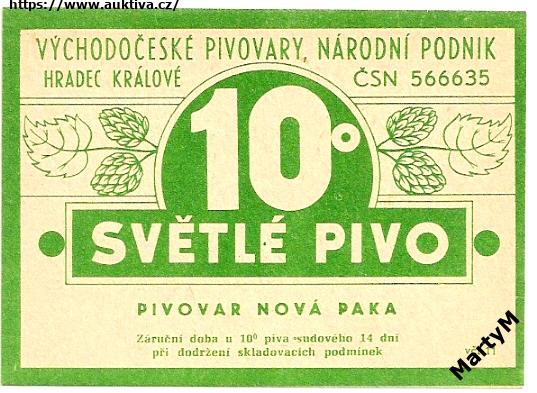 https://www.auktiva.cz/
VÝCHODOČESKÉ PIVOVARY, NÁRODNÍ PODNIK
HRADEC KRÁLOVÉ ČSN 566635
10°
SVĚTLÉ PIVO
PIVOVAR NOVÁ PAKA
Záruční doba u 10⁰ piva sudového 14 dní
při dodržení skladovacích podmínek
MartyM